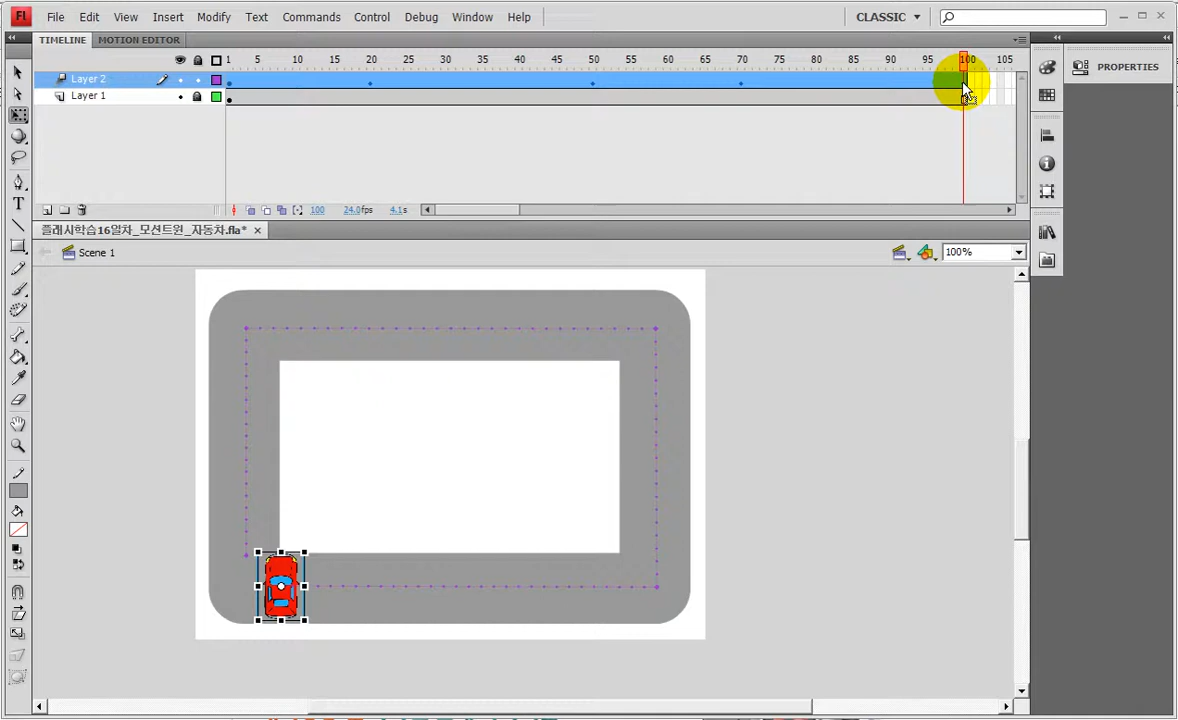 Fl File Edit View Insert Modify Text Commands Control Debug Window Help CLASSIC
TIMELINE MOTION EDITOR
1 5 10 15 20 25 30 35 40 45 50 55 60 65 70 75 80 85 90 95 100 105
PROPERTIES
Layer 2
Layer 1
100 24.0fps 4.1s
플래시학습16일차_모션트윈_자동차.fla*
Scene 1 100%
T